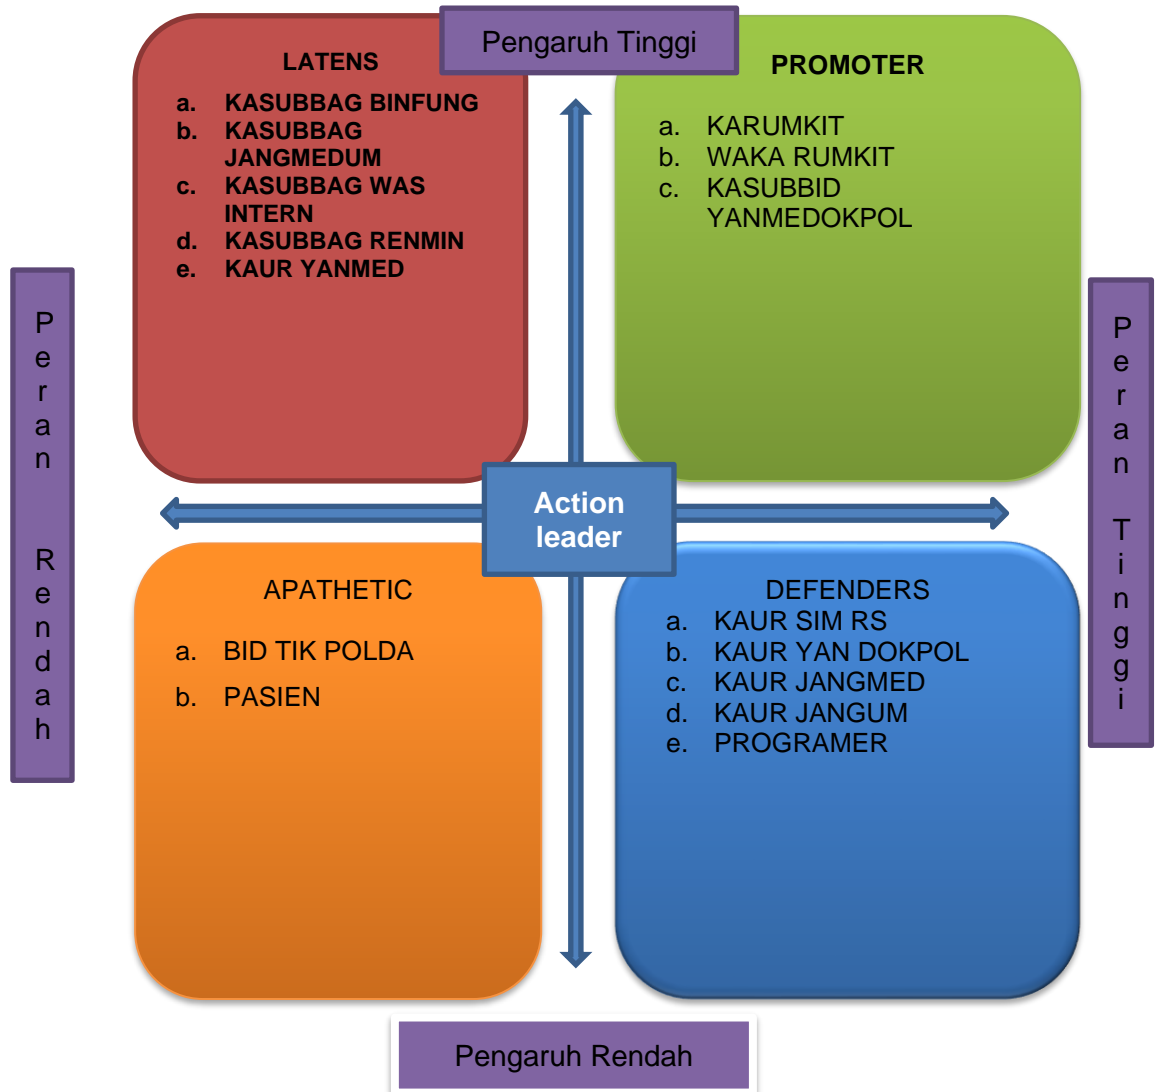 Pengaruh Tinggi
LATENS
a. KASUBBAG BINFUNG
b. KASUBBAG
JANGMEDUM
c. KASUBBAG WAS
INTERN
d. KASUBBAG RENMIN
e. KAUR YANMED
PROMOTER
a. KARUMKIT
b. WAKA RUMKIT
c. KASUBBID
YANMEDOKPOL
Peran Rendah
Peran Tinggi
Action
leader
APATHETIC
a. BID TIK POLDA
b. PASIEN
DEFENDERS
a. KAUR SIM RS
b. KAUR YAN DOKPOL
c. KAUR JANGMED
d. KAUR JANGUM
e. PROGRAMER
Pengaruh Rendah